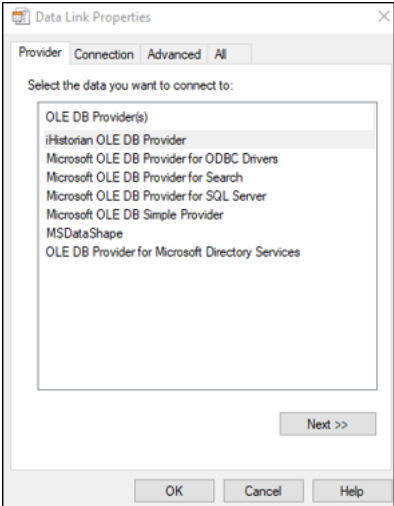 Data Link Properties
Provider Connection Advanced All
Select the data you want to connect to:
OLE DB Provider(s)
iHistorian OLE DB Provider
Microsoft OLE DB Provider for ODBC Drivers
Microsoft OLE DB Provider for Search
Microsoft OLE DB Provider for SQL Server
Microsoft OLE DB Simple Provider
MSDataShape
OLE DB Provider for Microsoft Directory Services
Next >>
OK Cancel Help